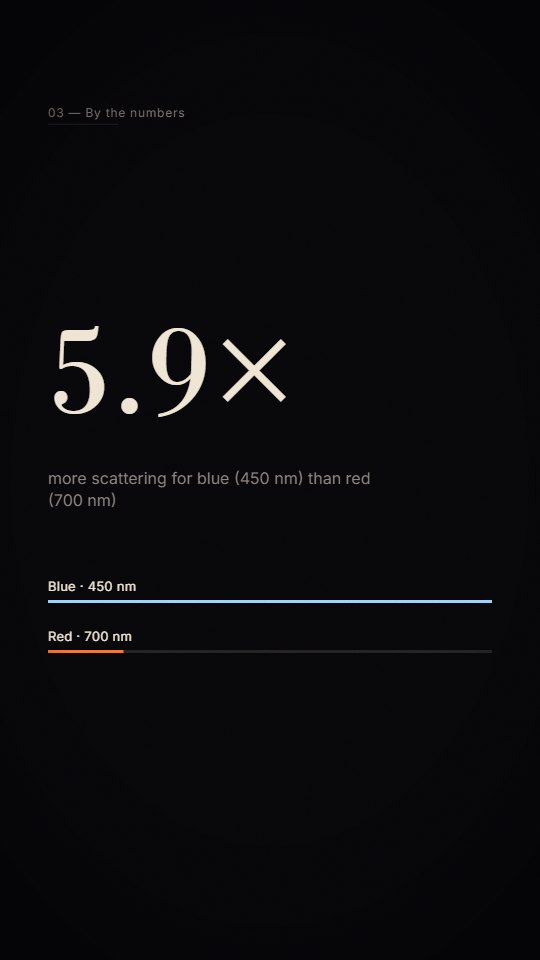 03 — By the numbers
5.9×
more scattering for blue (450 nm) than red
(700 nm)
Blue · 450 nm
Red · 700 nm